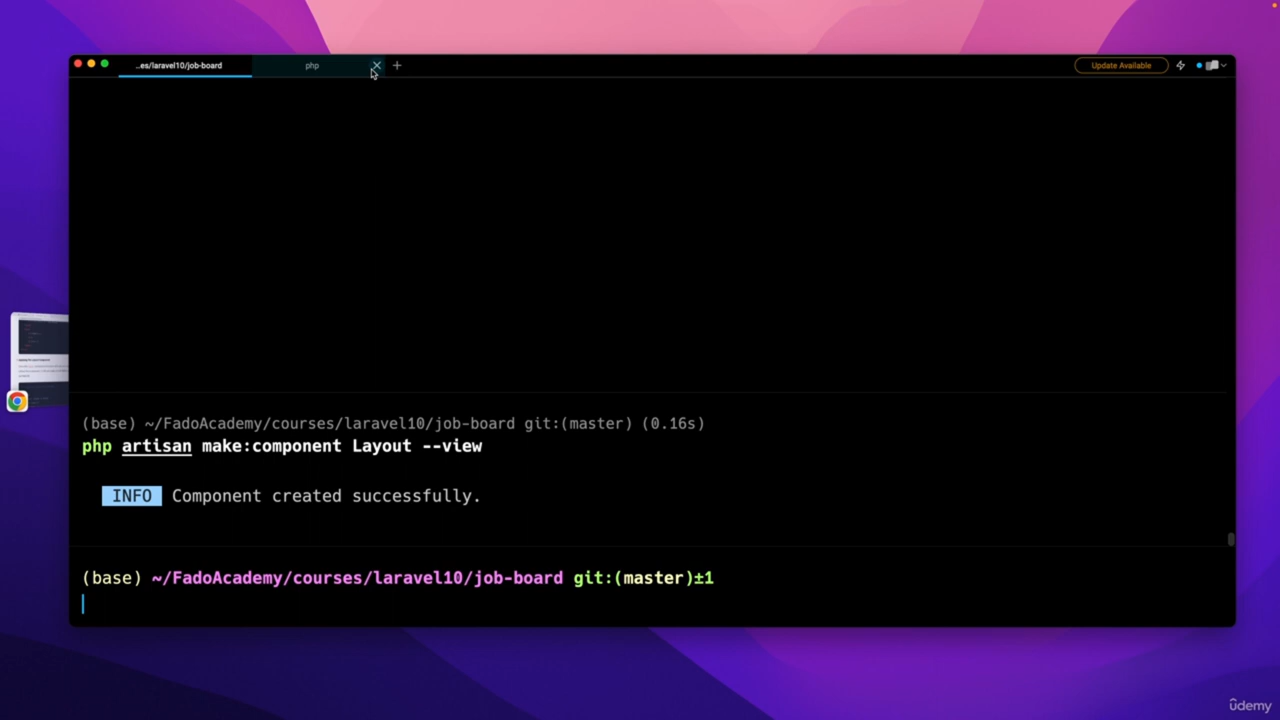 ..es/laravel10/job-board
php
Update Available
(base) ~/FadoAcademy/courses/laravel10/job-board git:(master) (0.16s)
php artisan make:component Layout --view
INFO Component created successfully.
(base) ~/FadoAcademy/courses/laravel10/job-board git:(master)±1
ûdemy